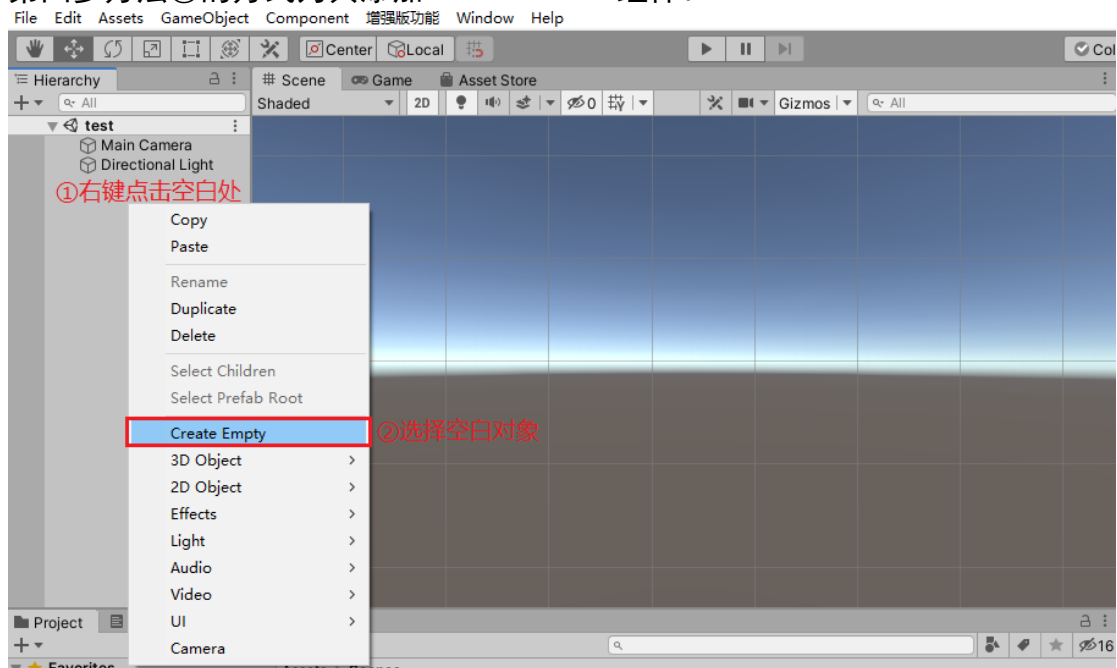 File Edit Assets GameObject Component 增强版功能 Window Help
Center Local Col
Hierarchy # Scene Game Asset Store
All Shaded 2D 0 Gizmos All
test
Main Camera
Directional Light
①右键点击空白处
Copy
Paste
Rename
Duplicate
Delete
Select Children
Select Prefab Root
Create Empty ②选择空白对象
3D Object
2D Object
Effects
Light
Audio
Video
UI
Camera
Project
16
Favorites